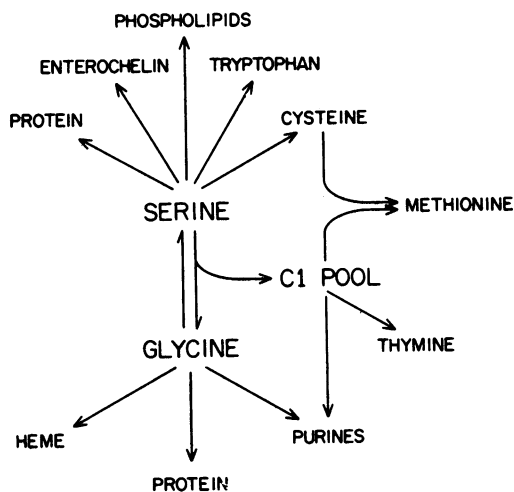 PHOSPHOLIPIDS
ENTEROCHELIN
TRYPTOPHAN
PROTEIN
CYSTEINE
SERINE
METHIONINE
C1 POOL
GLYCINE
THYMINE
HEME
PURINES
PROTEIN